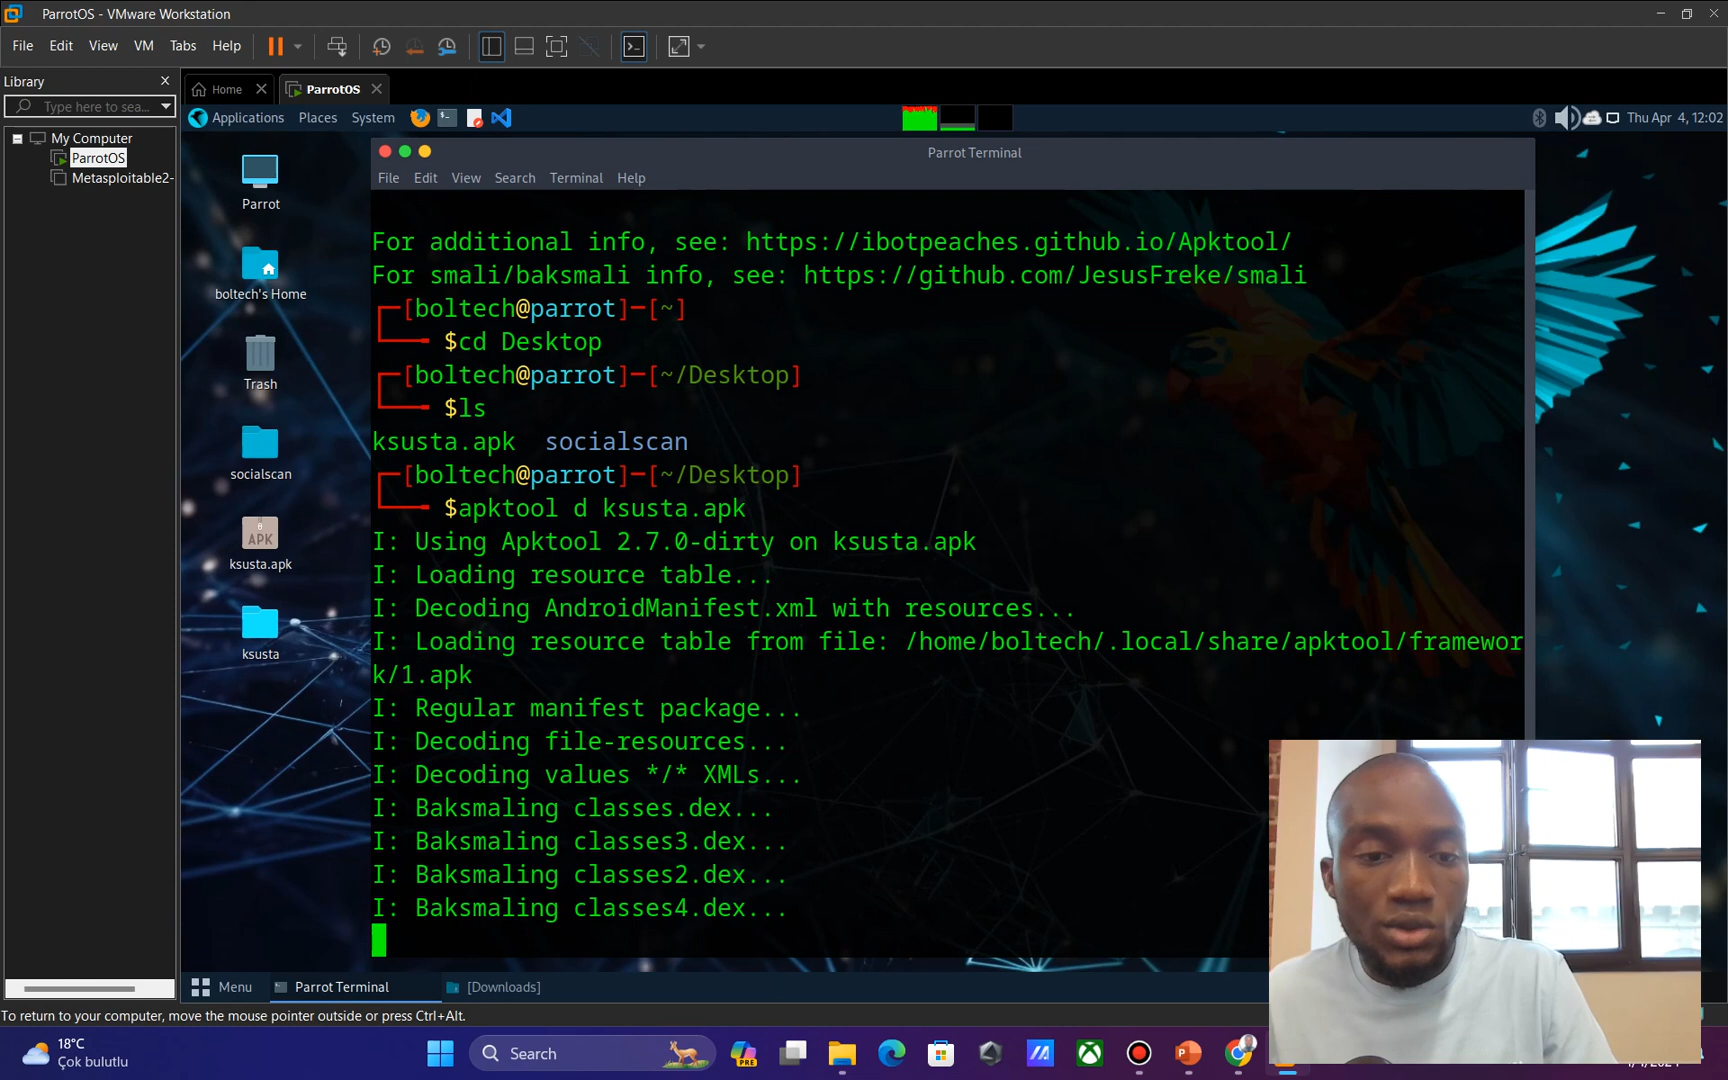 ParrotOS - VMware Workstation
File Edit View VM Tabs Help
Library
Type here to sea...
My Computer
ParrotOS
Metasploitable2-
Home
ParrotOS
Applications Places System
Thu Apr 4, 12:02
Parrot
boltech's Home
Trash
socialscan
APK
ksusta.apk
ksusta
Parrot Terminal
File Edit View Search Terminal Help
For additional info, see: https://ibotpeaches.github.io/Apktool/
For smali/baksmali info, see: https://github.com/JesusFreke/smali
┌─[boltech@parrot]─[~]
└──╼ $cd Desktop
┌─[boltech@parrot]─[~/Desktop]
└──╼ $ls
ksusta.apk  socialscan
┌─[boltech@parrot]─[~/Desktop]
└──╼ $apktool d ksusta.apk
I: Using Apktool 2.7.0-dirty on ksusta.apk
I: Loading resource table...
I: Decoding AndroidManifest.xml with resources...
I: Loading resource table from file: /home/boltech/.local/share/apktool/framewor
k/1.apk
I: Regular manifest package...
I: Decoding file-resources...
I: Decoding values */* XMLs...
I: Baksmaling classes.dex...
I: Baksmaling classes3.dex...
I: Baksmaling classes2.dex...
I: Baksmaling classes4.dex...
Menu
Parrot Terminal
[Downloads]
To return to your computer, move the mouse pointer outside or press Ctrl+Alt.
18°C
Çok bulutlu
Search
PRE